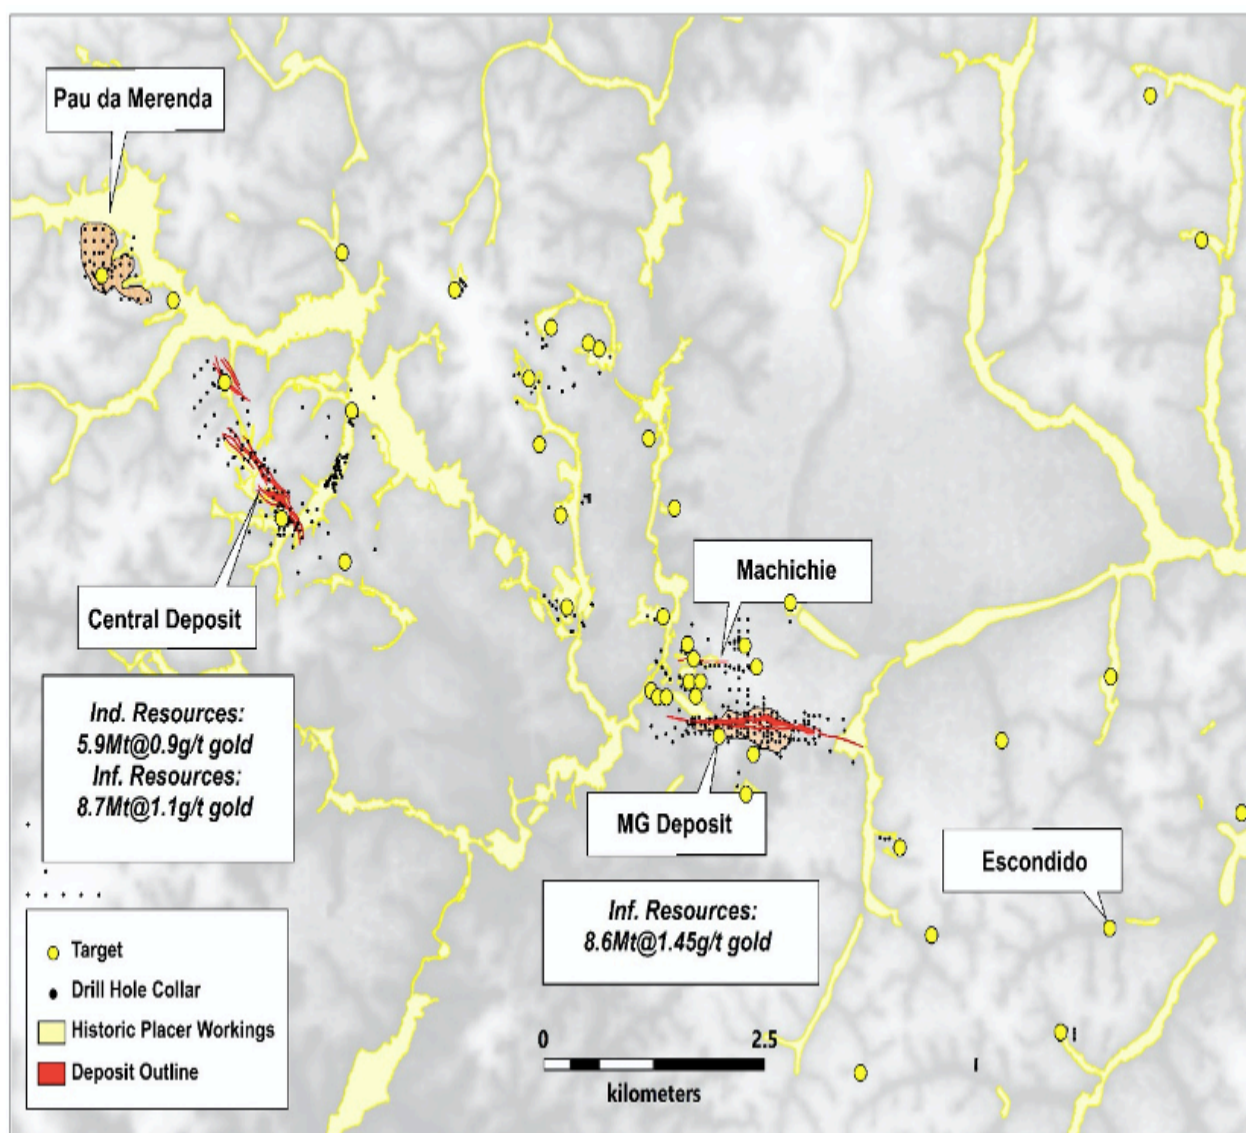 Pau da Merenda
Machichie
Central Deposit
Ind. Resources:
5.9Mt@0.9g/t gold
Inf. Resources:
8.7Mt@1.1g/t gold
MG Deposit
Escondido
Inf. Resources:
8.6Mt@1.45g/t gold
Target
Drill Hole Collar
Historic Placer Workings
Deposit Outline
0 2.5
kilometers